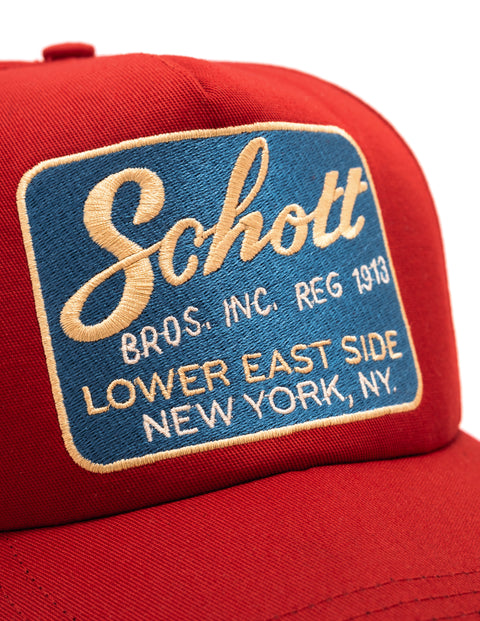 Schott
BROS. INC. REG 1913
LOWER EAST SIDE
NEW YORK, NY.